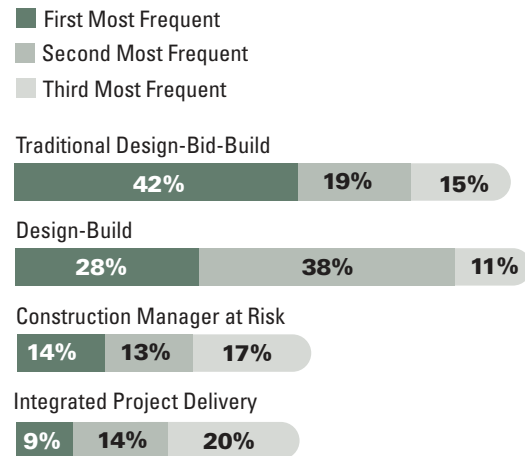 First Most Frequent
Second Most Frequent
Third Most Frequent
Traditional Design-Bid-Build
42% 19% 15%
Design-Build
28% 38% 11%
Construction Manager at Risk
14% 13% 17%
Integrated Project Delivery
9% 14% 20%